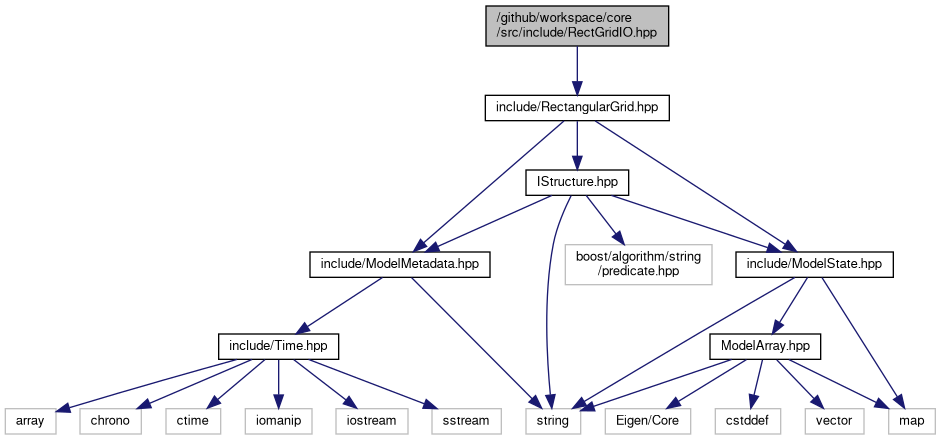 /github/workspace/core
/src/include/RectGridIO.hpp
include/RectangularGrid.hpp
IStructure.hpp
include/ModelMetadata.hpp
boost/algorithm/string
/predicate.hpp
include/ModelState.hpp
include/Time.hpp
ModelArray.hpp
array
chrono
ctime
iomanip
iostream
sstream
string
Eigen/Core
cstddef
vector
map